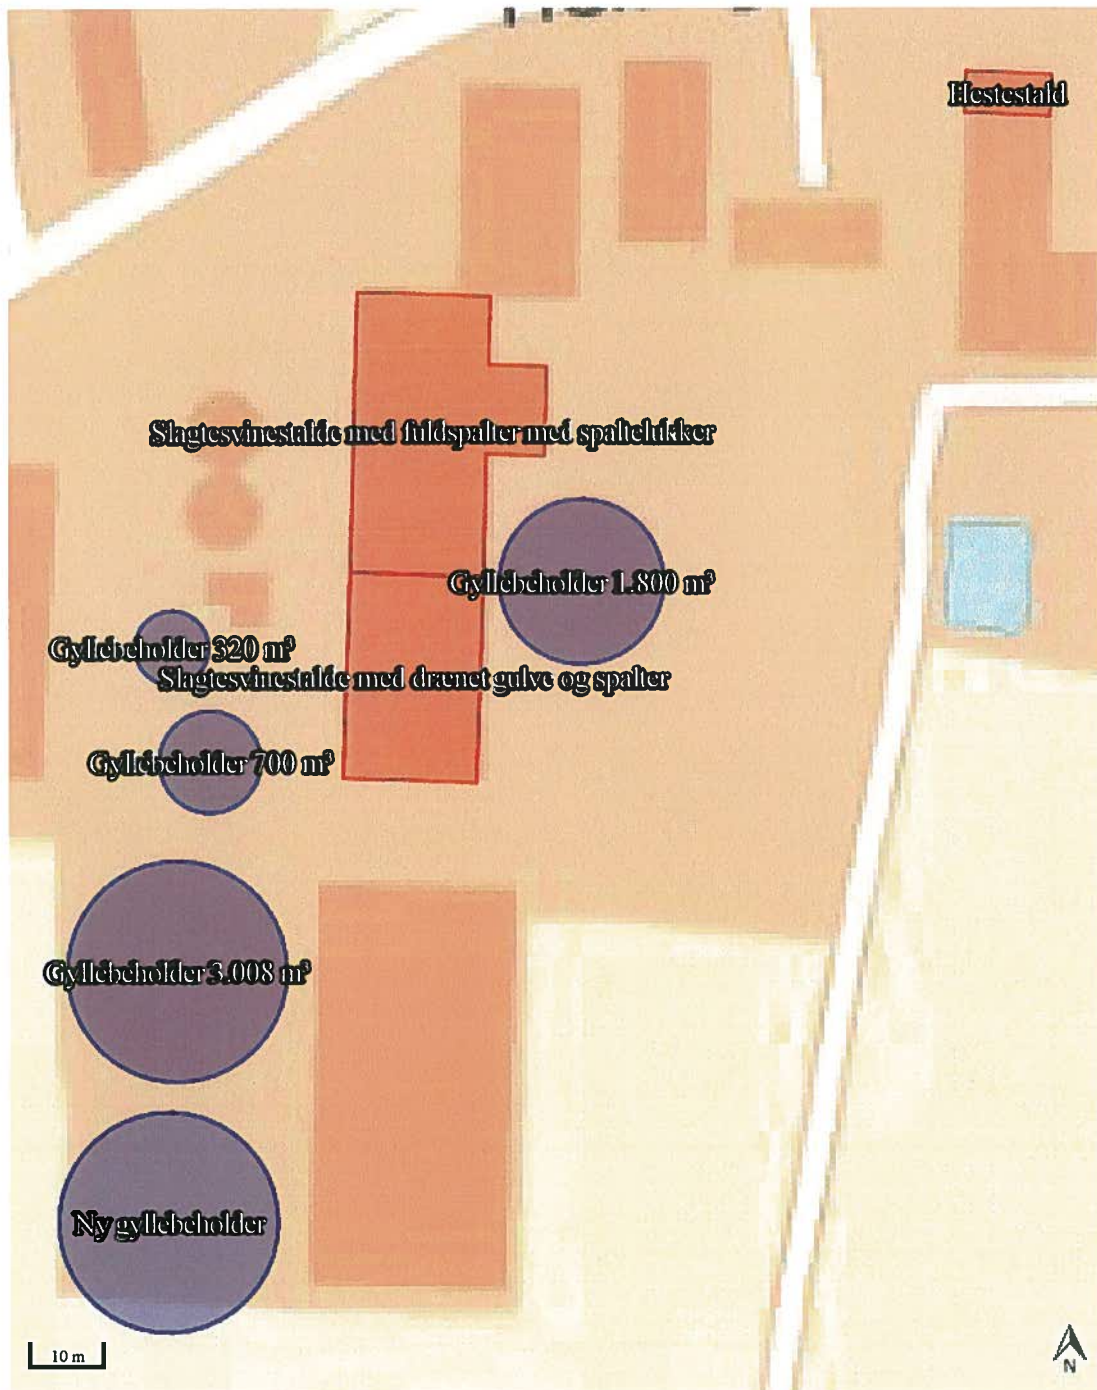 Hestestald
Slagtesvinestalde med fuldspalter med spaltelukker
Gyllebeholder 1.800 m³
Gyllebeholder 320 m³
Slagtesvinestalde med drænet gulve og spalter
Gyllebeholder 700 m³
Gyllebeholder 3.008 m³
Ny gyllebeholder
10 m
N